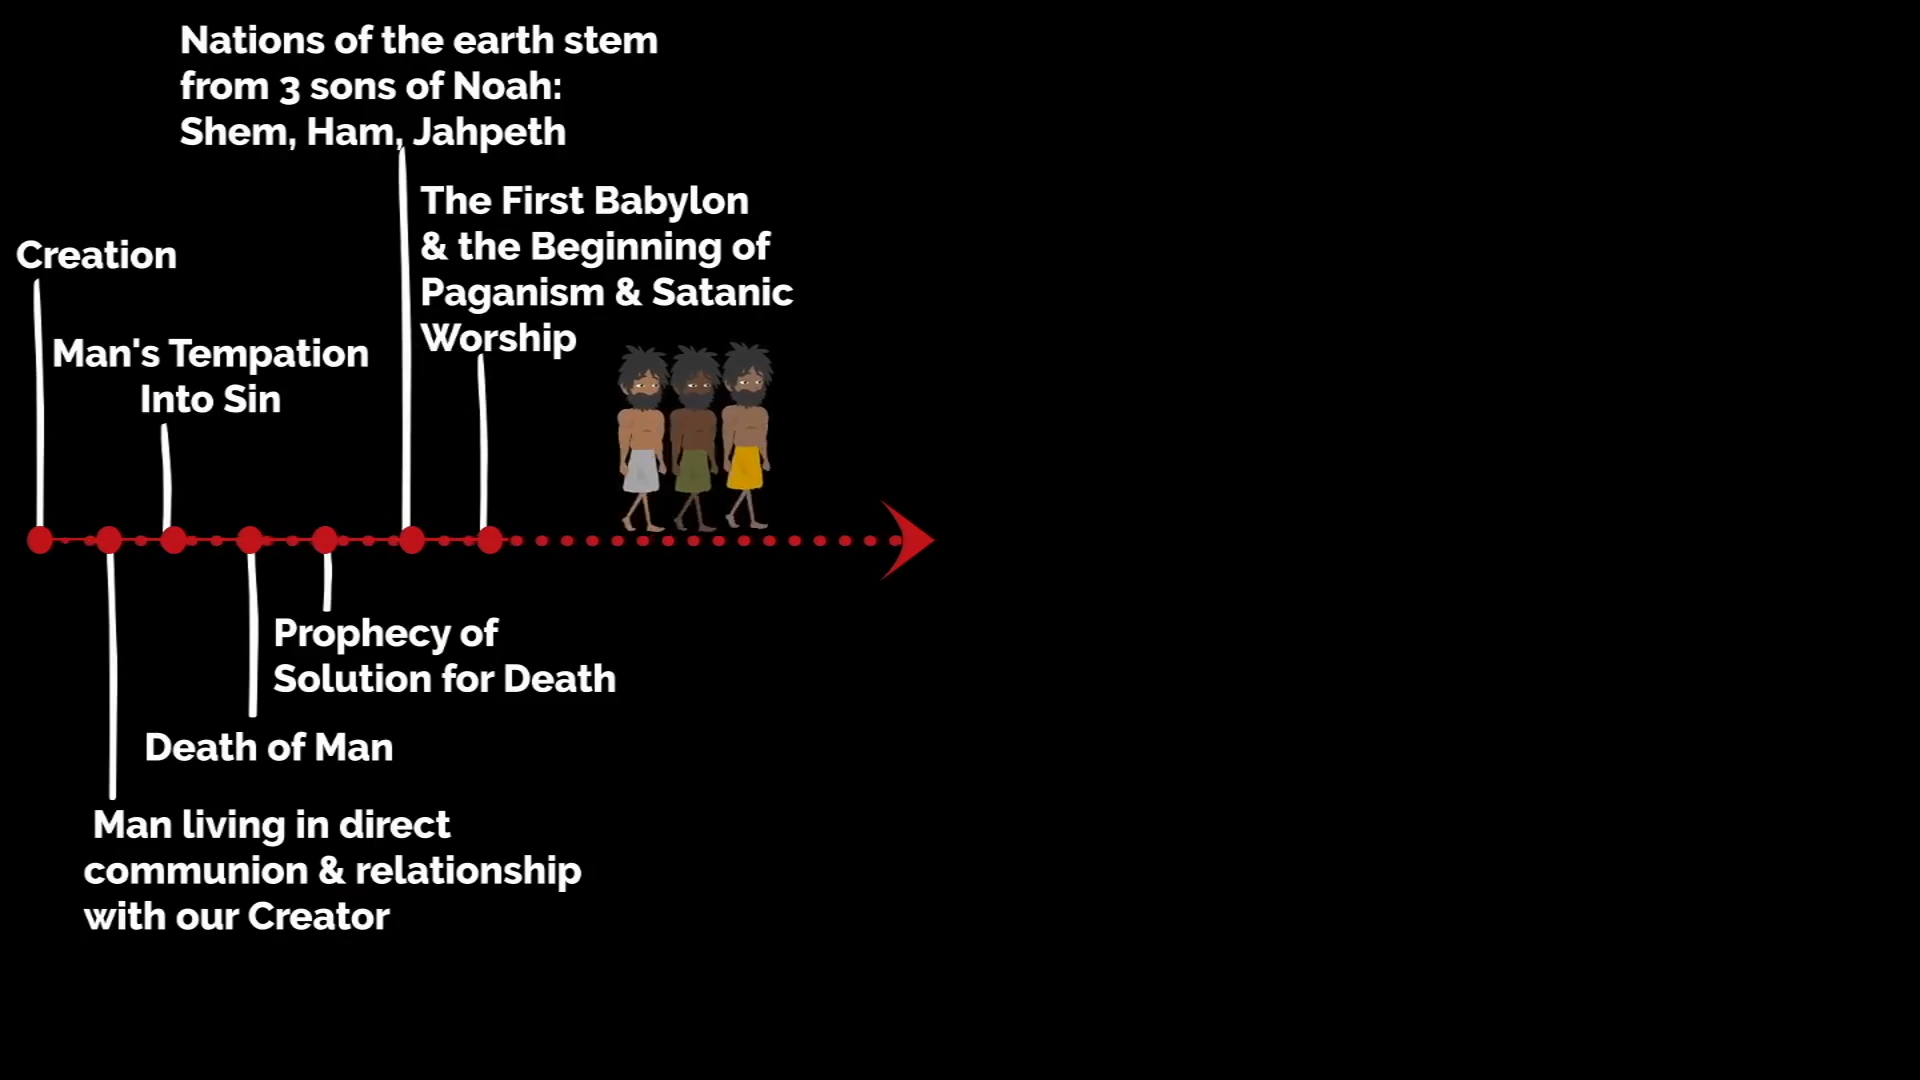 Nations of the earth stem
from 3 sons of Noah:
Shem, Ham, Jahpeth
The First Babylon
& the Beginning of
Paganism & Satanic
Worship
Creation
Man's Tempation
Into Sin
Prophecy of
Solution for Death
Death of Man
Man living in direct
communion & relationship
with our Creator